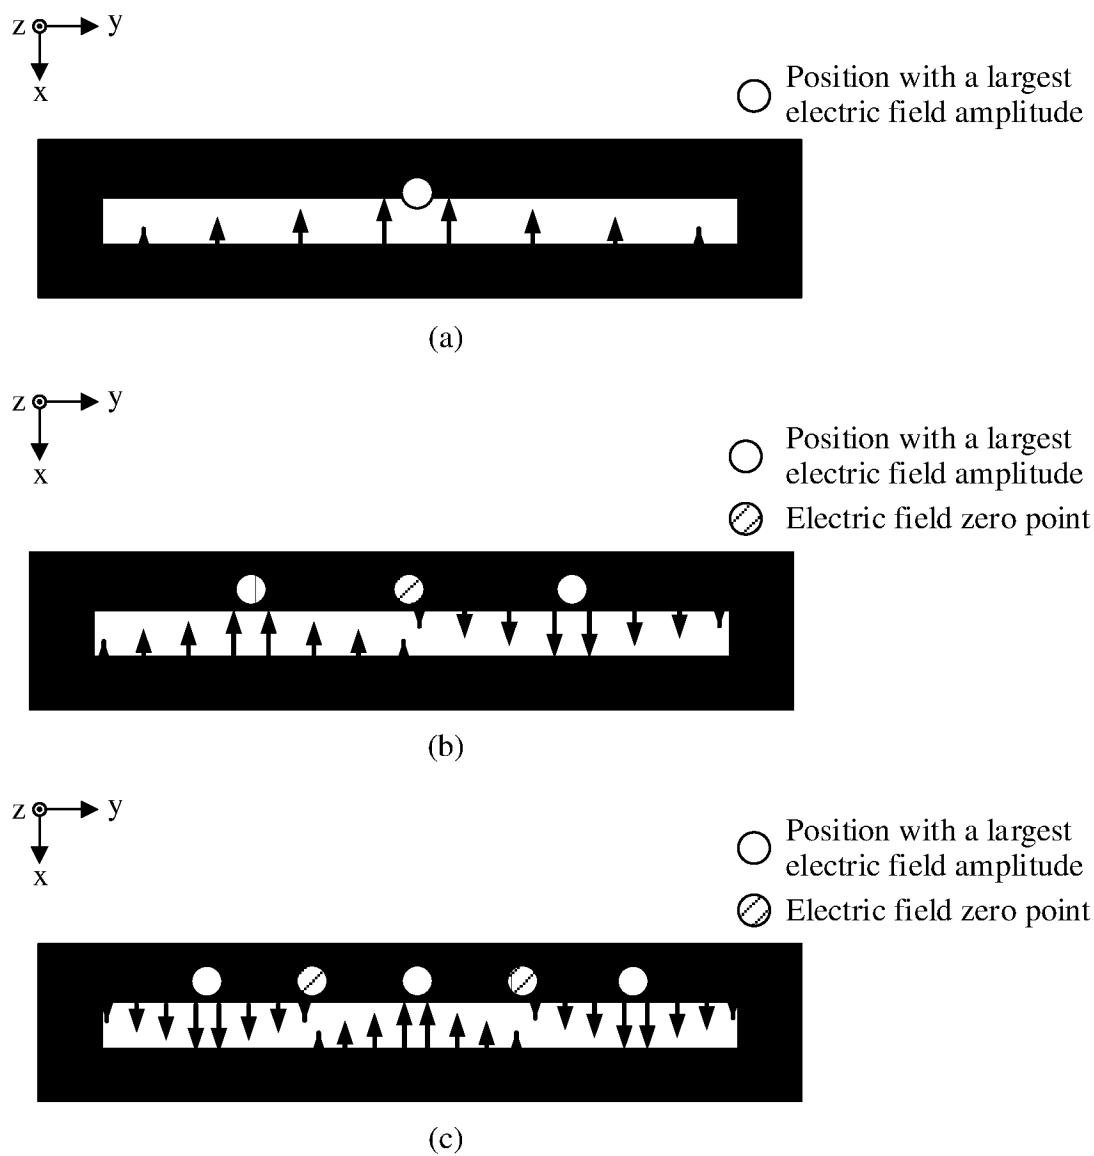 z y
x
Position with a largest
electric field amplitude
(a)
z y
x
Position with a largest
electric field amplitude
Electric field zero point
(b)
z y
x
Position with a largest
electric field amplitude
Electric field zero point
(c)